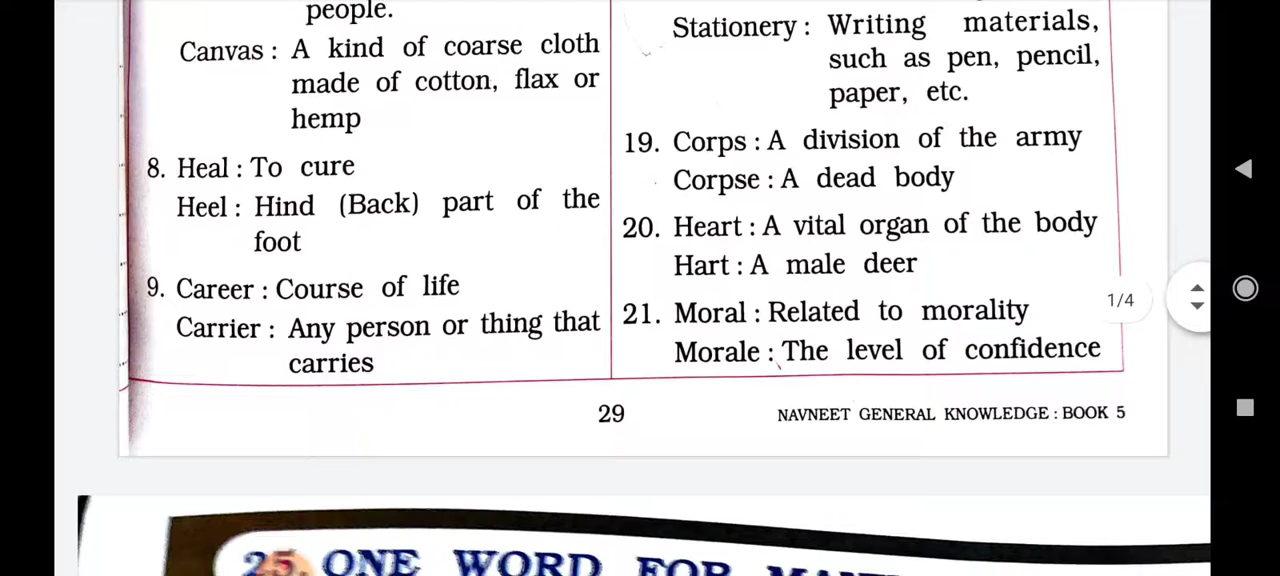 people.
Canvas : A kind of coarse cloth
made of cotton, flax or
hemp
8. Heal : To cure
Heel : Hind (Back) part of the
foot
9. Career : Course of life
Carrier : Any person or thing that
carries
Stationery : Writing materials,
such as pen, pencil,
paper, etc.
19. Corps : A division of the army
Corpse : A dead body
20. Heart : A vital organ of the body
Hart : A male deer
21. Moral : Related to morality
Morale : The level of confidence
1/4
29
NAVNEET GENERAL KNOWLEDGE : BOOK 5
25. ONE WORD FOR